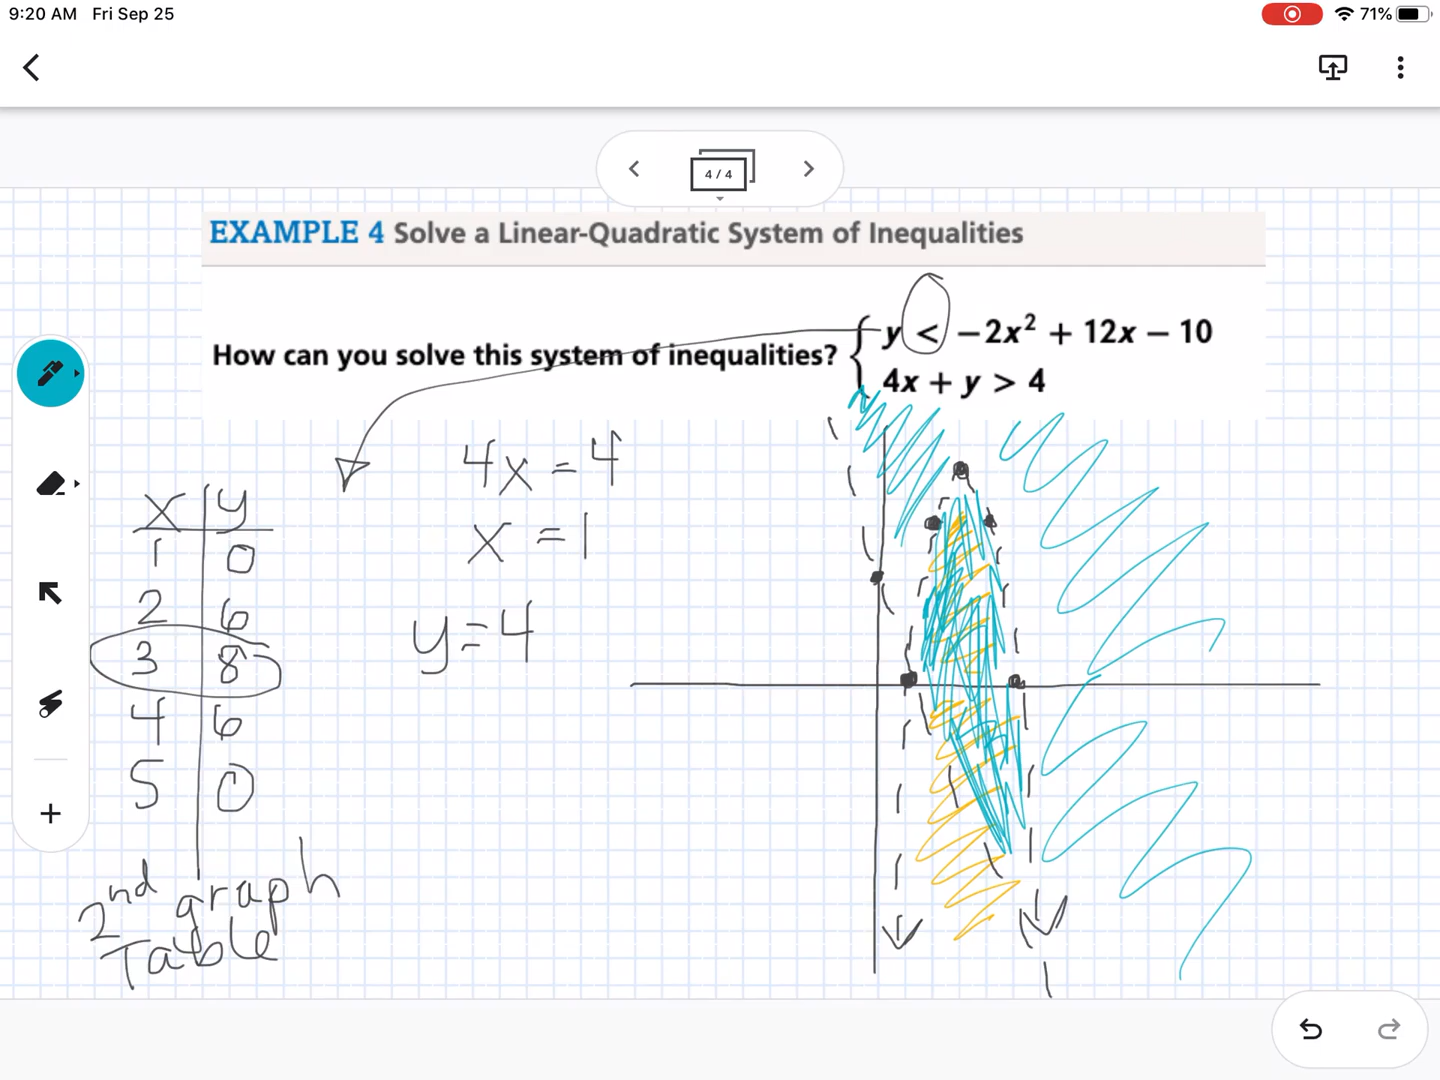 9:20 AM Fri Sep 25
71%
4 / 4
EXAMPLE 4 Solve a Linear-Quadratic System of Inequalities
How can you solve this system of inequalities? { y < −2x² + 12x − 10
4x + y > 4
4x = 4
x = 1
y = 4
x | y
1 | 0
2 | 6
3 | 8
4 | 6
5 | 0
2nd graph
Table